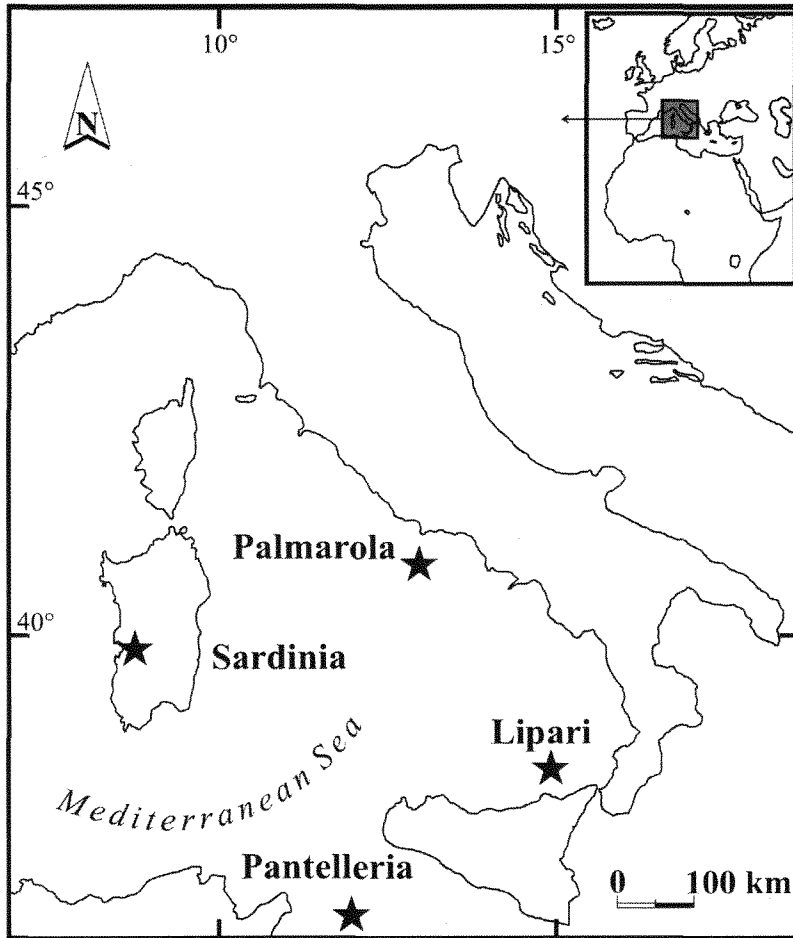 10°
15°
N
45°
Palmarola
40°
Sardinia
Lipari
Mediterranean Sea
Pantelleria
0 100 km